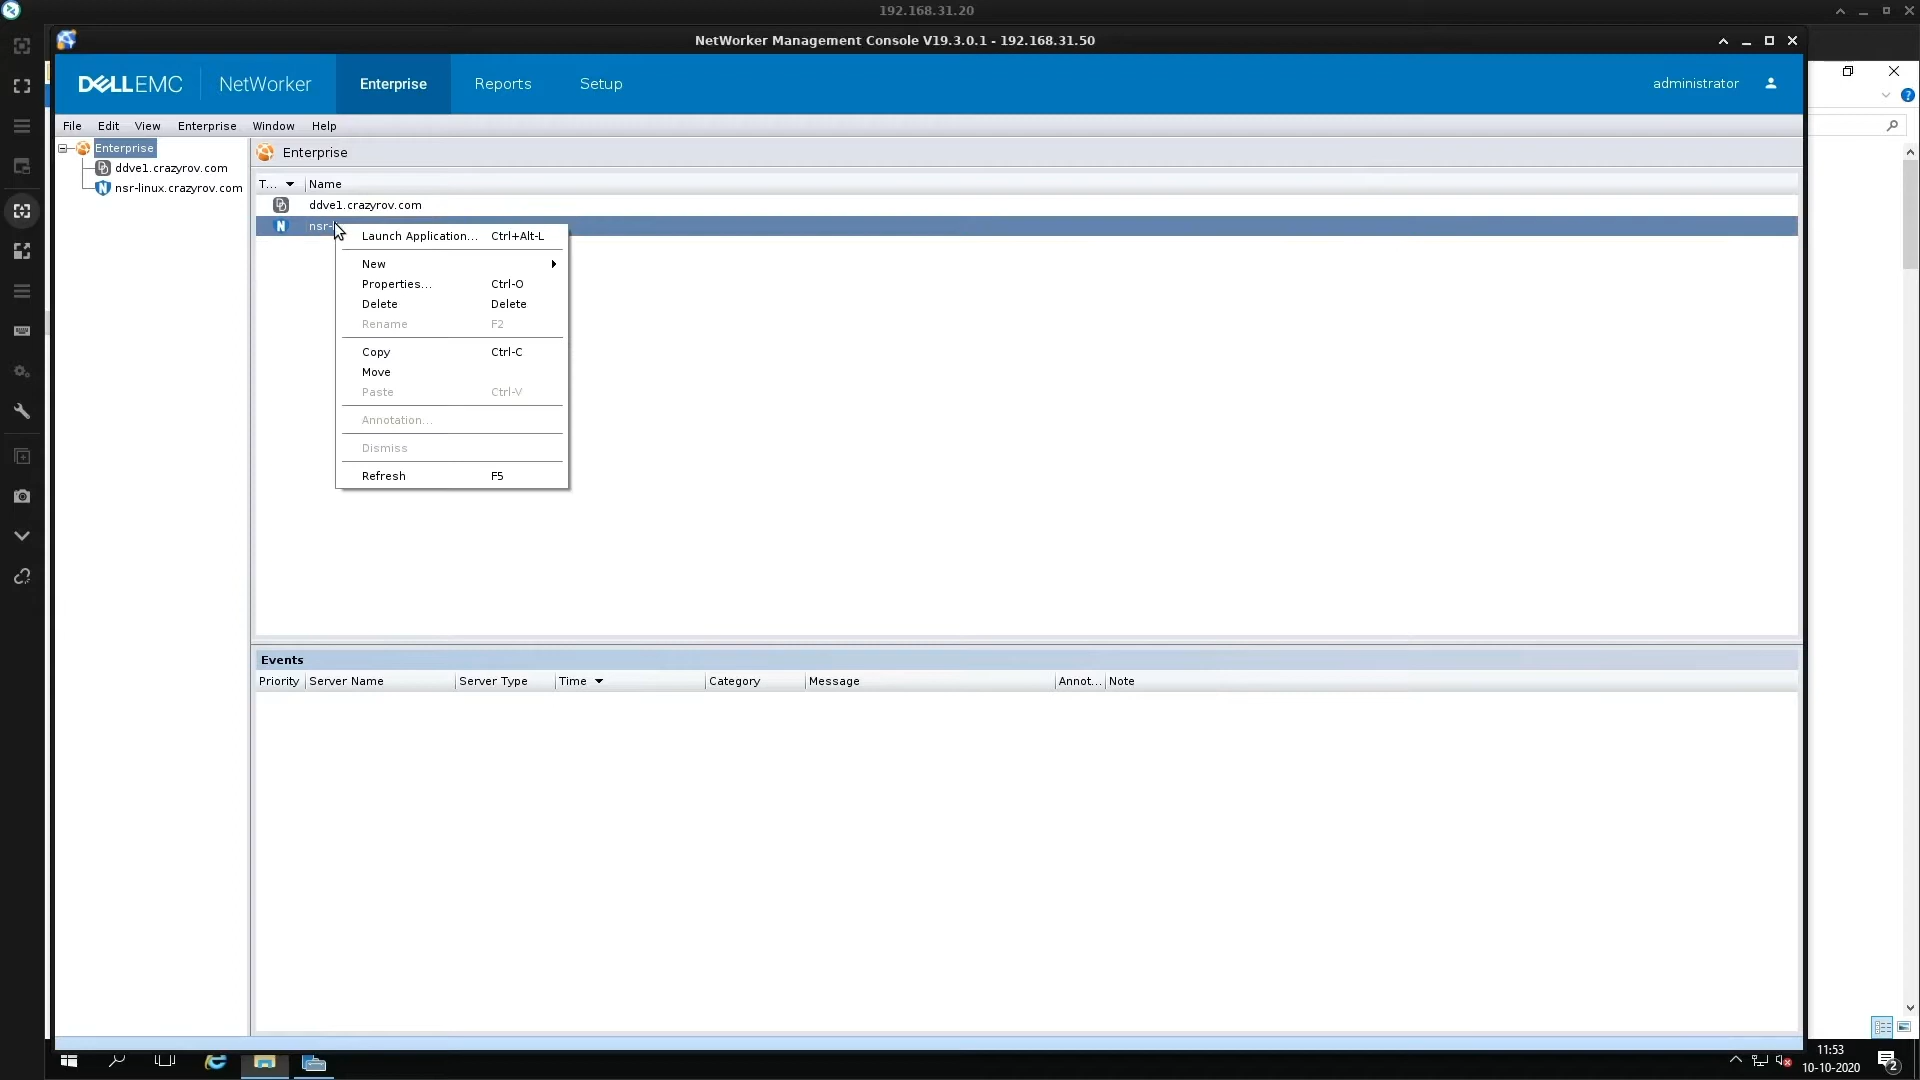 192.168.31.20
NetWorker Management Console V19.3.0.1 - 192.168.31.50
DELLEMC NetWorker Enterprise Reports Setup administrator
File Edit View Enterprise Window Help
Enterprise
ddve1.crazyrov.com
nsr-linux.crazyrov.com
Enterprise
T... Name
ddve1.crazyrov.com
nsr-
Launch Application... Ctrl+Alt-L
New
Properties... Ctrl-O
Delete Delete
Rename F2
Copy Ctrl-C
Move
Paste Ctrl-V
Annotation...
Dismiss
Refresh F5
Events
Priority Server Name Server Type Time Category Message Annot... Note
11:53
10-10-2020
2